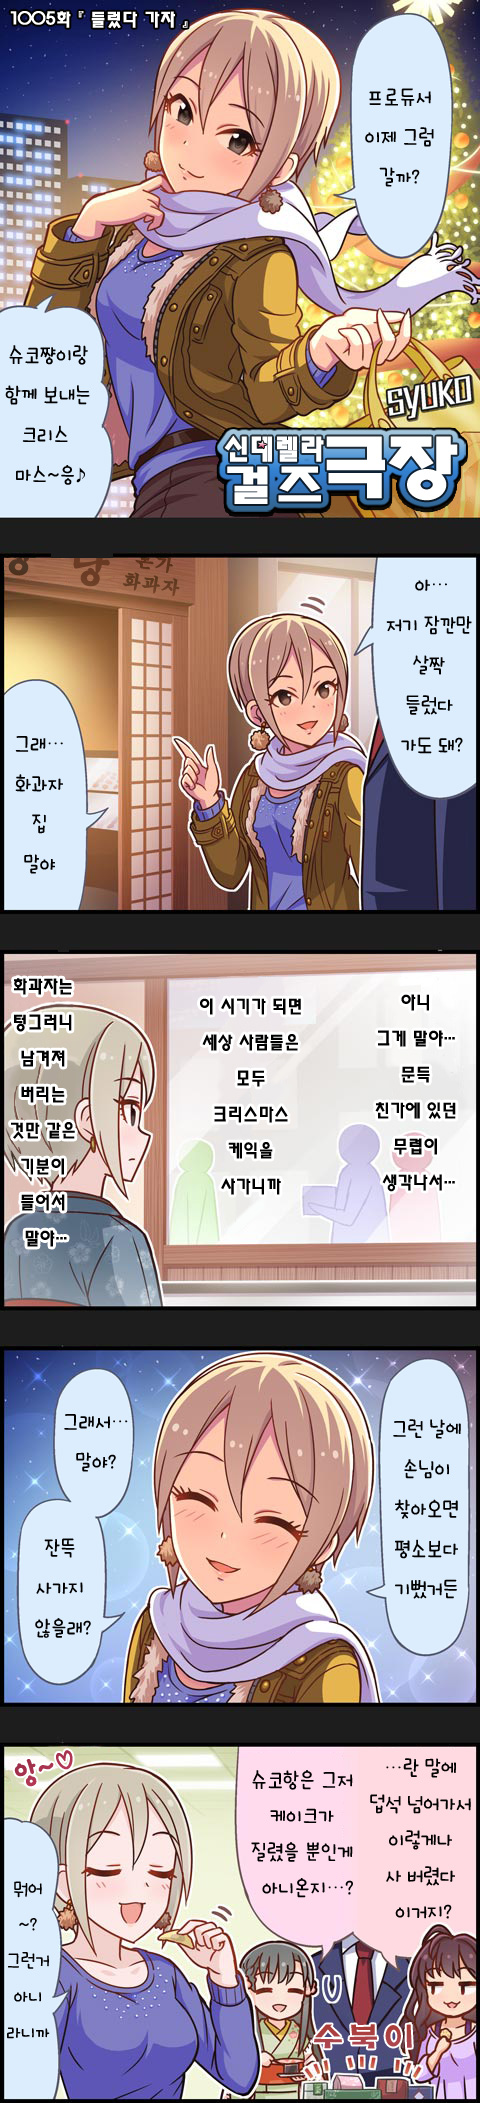 1005화 『 들렀다 가자 』
프로듀서
이제 그럼
갈까?
슈코쨩이랑
함께 보내는
크리스
마스~응♪
SYUKO
신데렐라
걸즈
극장
당
본가
화과자
아…
저기 잠깐만
살짝
들렀다
가도 돼?
그래…
화과자
집
말야
아니
그게 말야…
문득
친가에 있던
무렵이
생각나서…
이 시기가 되면
세상 사람들은
모두
크리스마스
케익을
사가니까
화과자는
텅그러니
남겨져
버리는
것만 같은
기분이
들어서
말야…
그런 날에
손님이
찾아오면
평소보다
기뻤거든
그래서…
말야?
잔뜩
사가지
않을래?
…란 말에
덥석 넘어가서
이렇게나
사 버렸다
이거지?
슈코항은 그저
케이크가
질렸을 뿐인게
아니온지…?
앙~♡
뭐어
~?
그런거
아니
라니까
수북이